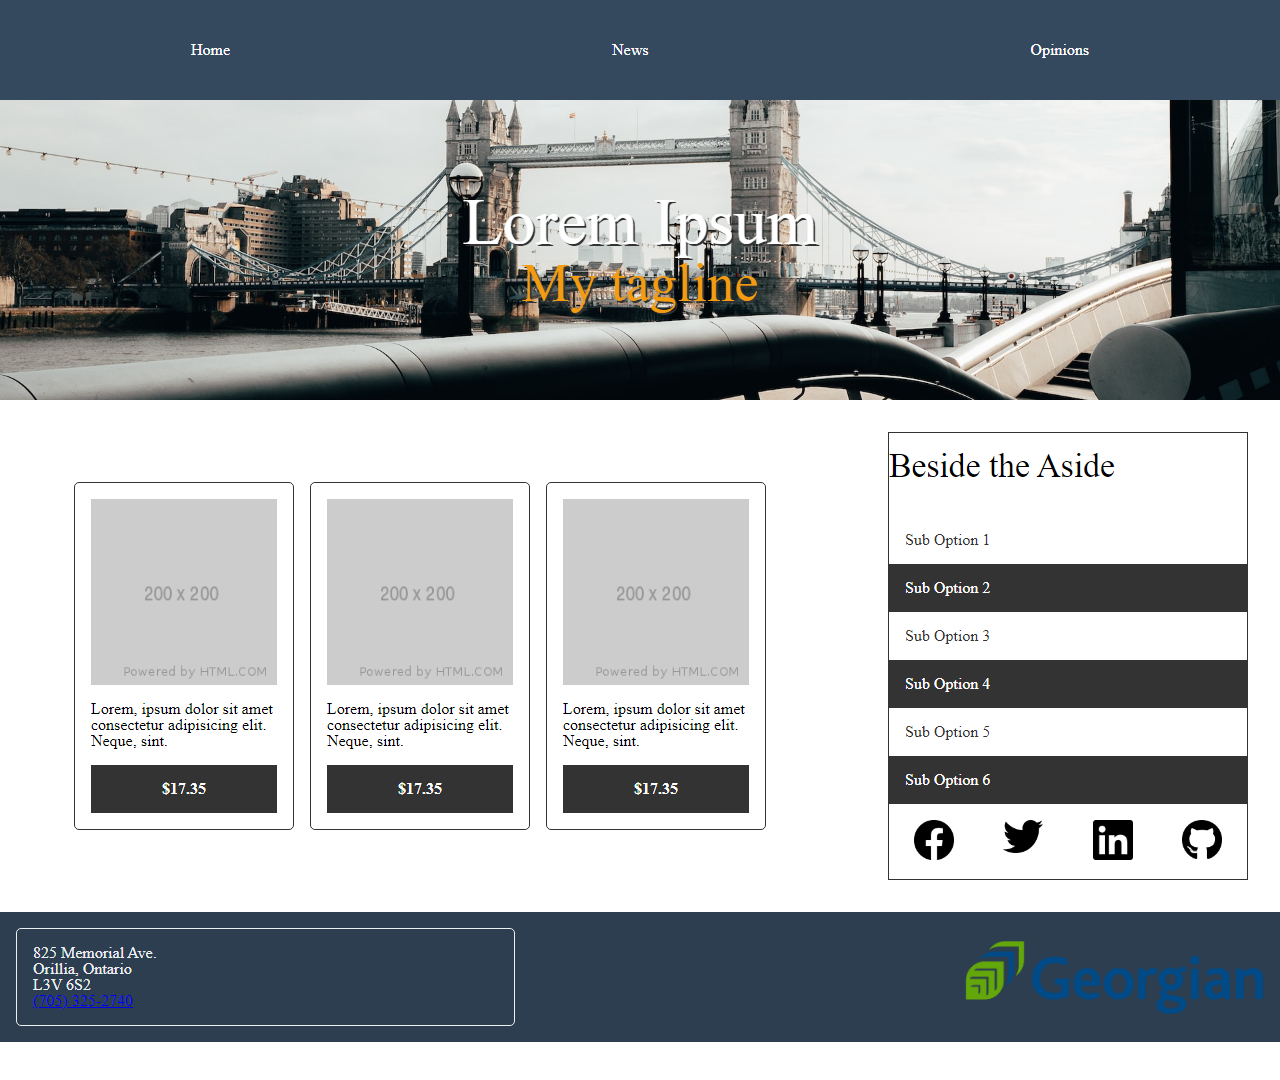 Home
News
Opinions
Lorem Ipsum
My tagline
200 x 200
Powered by HTML.COM
Lorem, ipsum dolor sit amet
consectetur adipisicing elit.
Neque, sint.
$17.35
200 x 200
Powered by HTML.COM
Lorem, ipsum dolor sit amet
consectetur adipisicing elit.
Neque, sint.
$17.35
200 x 200
Powered by HTML.COM
Lorem, ipsum dolor sit amet
consectetur adipisicing elit.
Neque, sint.
$17.35
Beside the Aside
Sub Option 1
Sub Option 2
Sub Option 3
Sub Option 4
Sub Option 5
Sub Option 6
in
825 Memorial Ave.
Orillia, Ontario
L3V 6S2
(705) 325-2740
Georgian